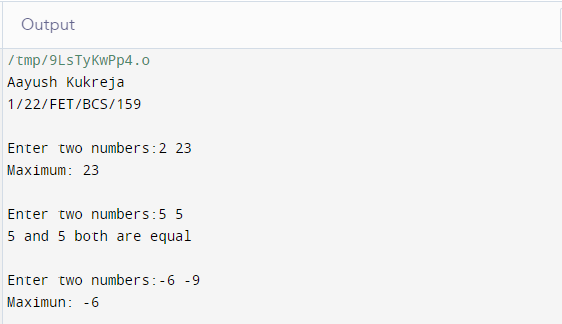 Output
/tmp/9LsTyKwPp4.o
Aayush Kukreja
1/22/FET/BCS/159
Enter two numbers:2 23
Maximum: 23
Enter two numbers:5 5
5 and 5 both are equal
Enter two numbers:-6 -9
Maximun: -6